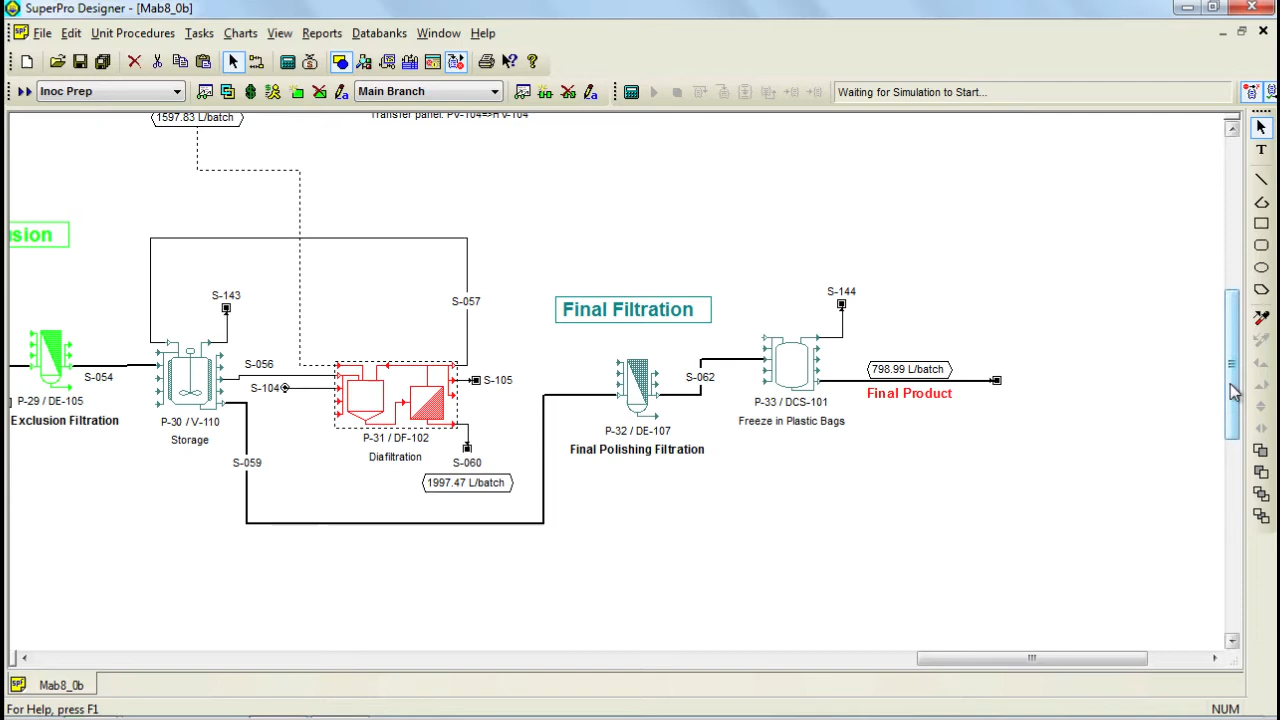 SuperPro Designer - [Mab8_0b]
File Edit Unit Procedures Tasks Charts View Reports Databanks Window Help
Inoc Prep Main Branch Waiting for Simulation to Start...
1597.83 L/batch
usion
S-143
S-057
Final Filtration
S-144
S-054
S-056
S-104
S-105
S-062
798.99 L/batch
Final Product
P-29 / DE-105
Exclusion Filtration
P-30 / V-110
Storage
P-31 / DF-102
Diafiltration
P-32 / DE-107
Final Polishing Filtration
P-33 / DCS-101
Freeze in Plastic Bags
S-059
S-060
1997.47 L/batch
Mab8_0b
For Help, press F1 NUM